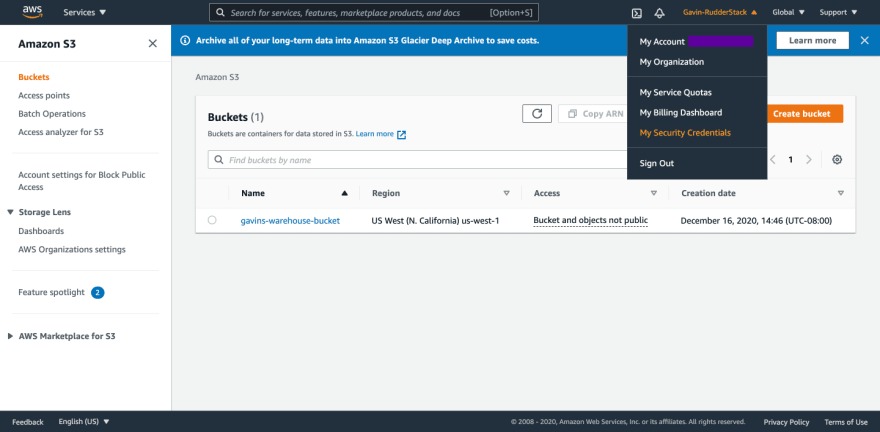 aws
Services
Search for services, features, marketplace products, and docs [Option+S]
Gavin-RudderStack
Global
Support
Amazon S3
Archive all of your long-term data into Amazon S3 Glacier Deep Archive to save costs.
Learn more
My Account
My Organization
My Service Quotas
My Billing Dashboard
My Security Credentials
Sign Out
Buckets
Access points
Batch Operations
Access analyzer for S3
Account settings for Block Public
Access
Storage Lens
Dashboards
AWS Organizations settings
Feature spotlight 2
AWS Marketplace for S3
Amazon S3
Buckets (1)
Buckets are containers for data stored in S3. Learn more
Copy ARN
Create bucket
Find buckets by name
1
Name Region Access Creation date
gavins-warehouse-bucket US West (N. California) us-west-1 Bucket and objects not public December 16, 2020, 14:46 (UTC-08:00)
Feedback English (US) © 2008 - 2020, Amazon Web Services, Inc. or its affiliates. All rights reserved. Privacy Policy Terms of Use